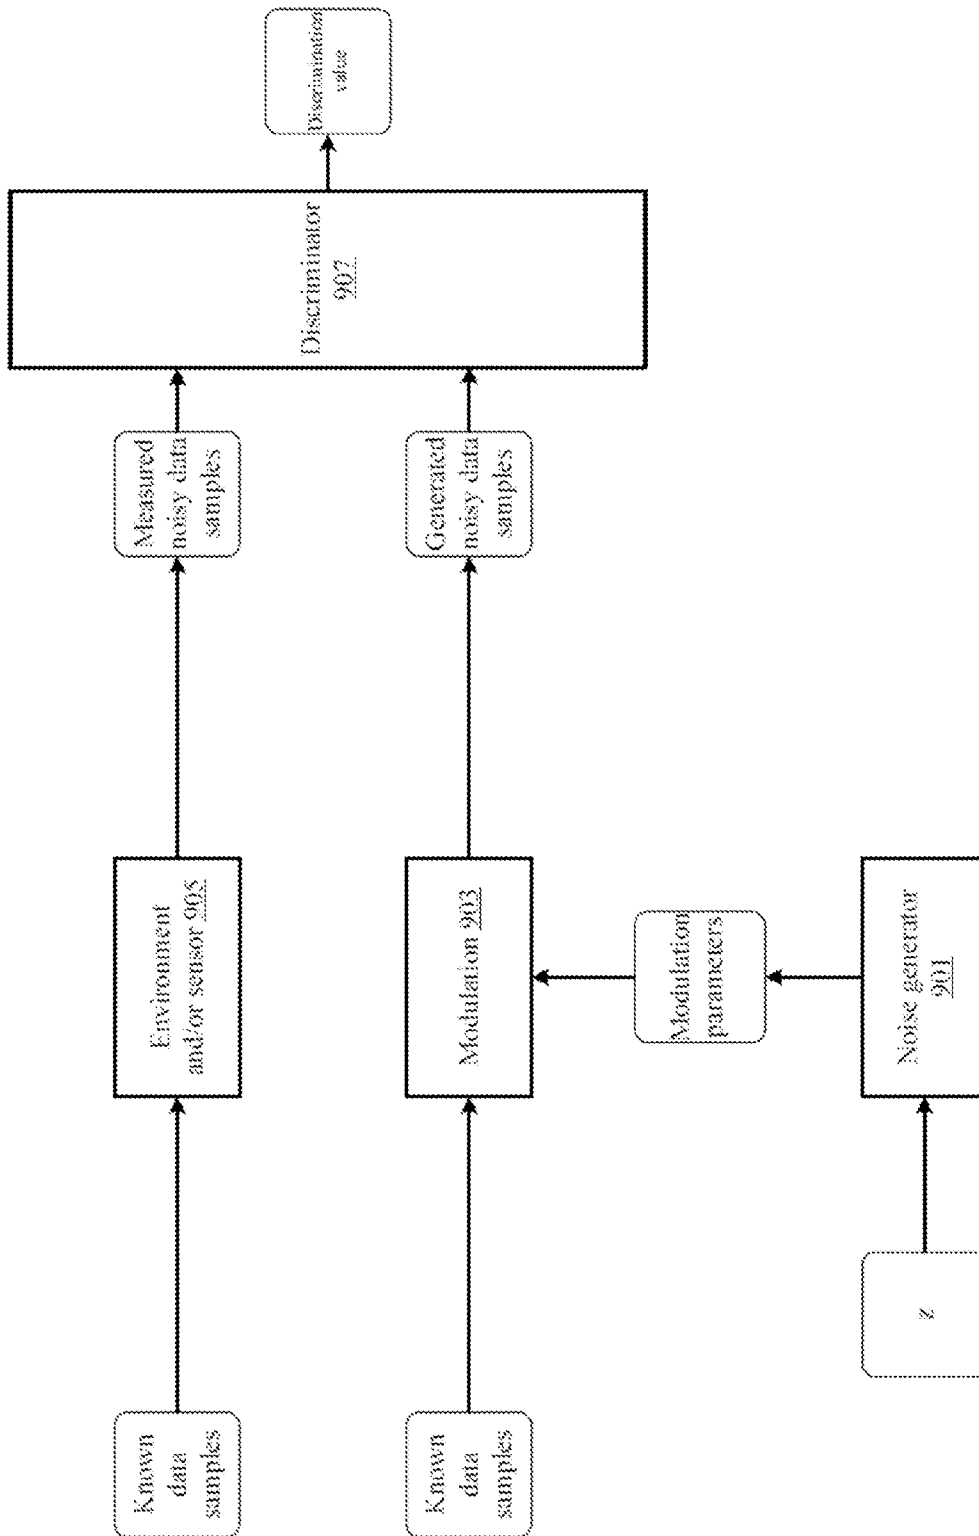 Known
data
samples
Environment
and/or sensor 905
Measured
noisy data
samples
Known
data
samples
Modulation 903
Generated
noisy data
samples
Discriminator
907
Discrimination
value
Modulation
parameters
z
Noise generator
901